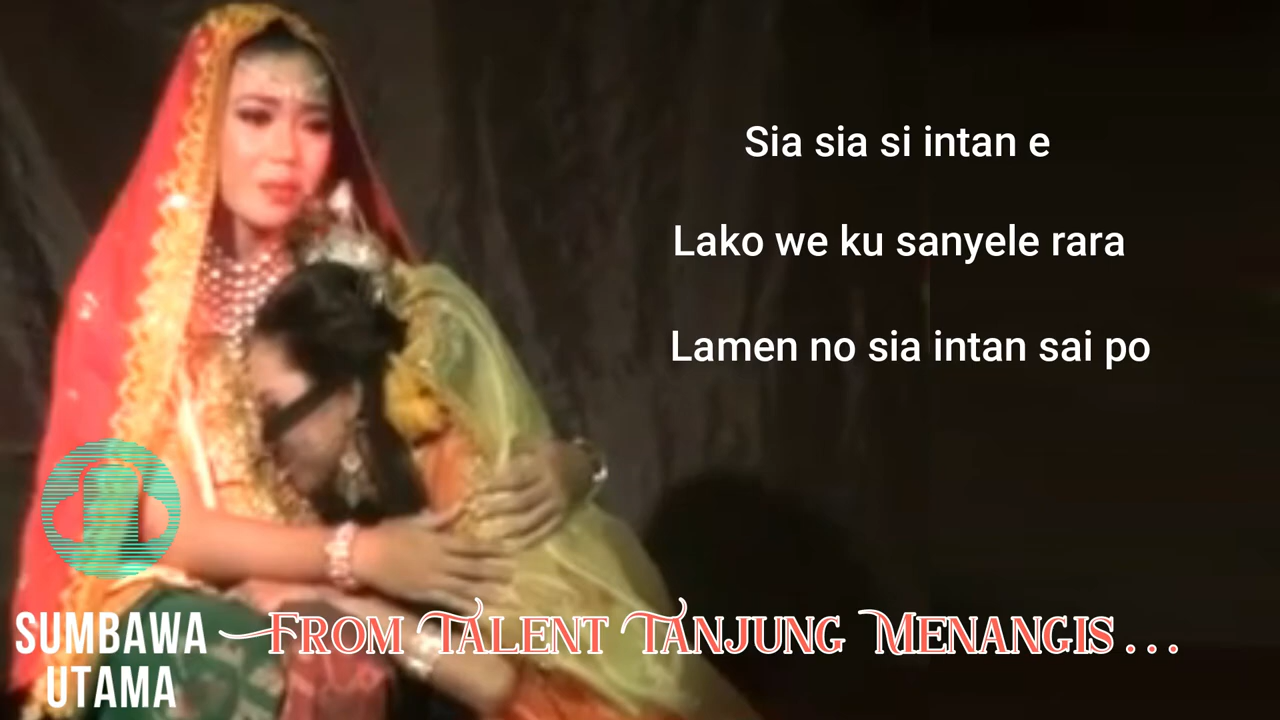 Sia sia si intan e
Lako we ku sanyele rara
Lamen no sia intan sai po
SUMBAWA
UTAMA
From Talent Tanjung Menangis...